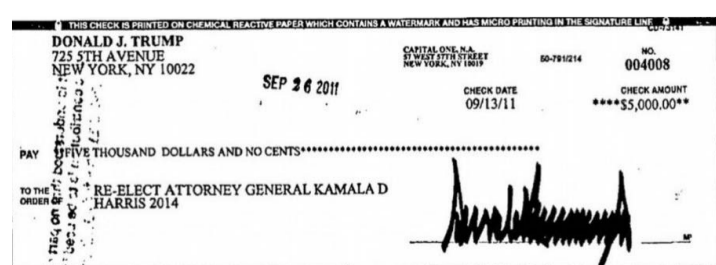 THIS CHECK IS PRINTED ON CHEMICAL REACTIVE PAPER WHICH CONTAINS A WATERMARK AND HAS MICRO PRINTING IN THE SIGNATURE LINE
DONALD J. TRUMP
725 5TH AVENUE
NEW YORK, NY 10022
CAPITAL ONE, N.A.
57 WEST 57TH STREET
NEW YORK, NY 10019
60-791/214
NO.
004008
SEP 26 2011
CHECK DATE
09/13/11
CHECK AMOUNT
****$5,000.00**
PAY
FIVE THOUSAND DOLLARS AND NO CENTS
TO THE
ORDER OF
RE-ELECT ATTORNEY GENERAL KAMALA D
HARRIS 2014